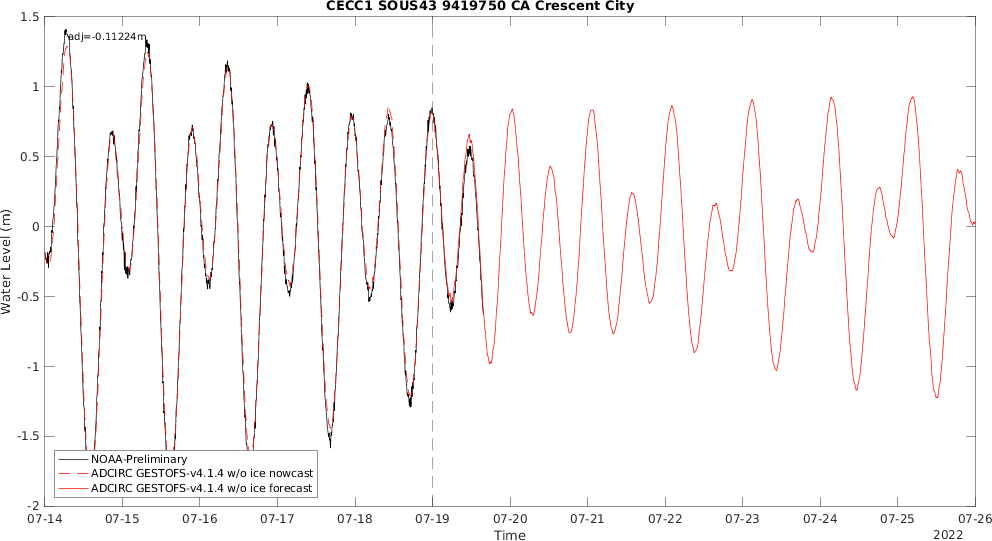 CECC1 SOUS43 9419750 CA Crescent City
adj=-0.11224m
1.5
1
0.5
0
-0.5
-1
-1.5
-2
Water Level (m)
NOAA-Preliminary
ADCIRC GESTOFS-v4.1.4 w/o ice nowcast
ADCIRC GESTOFS-v4.1.4 w/o ice forecast
07-14 07-15 07-16 07-17 07-18 07-19 07-20 07-21 07-22 07-23 07-24 07-25 07-26
Time
2022